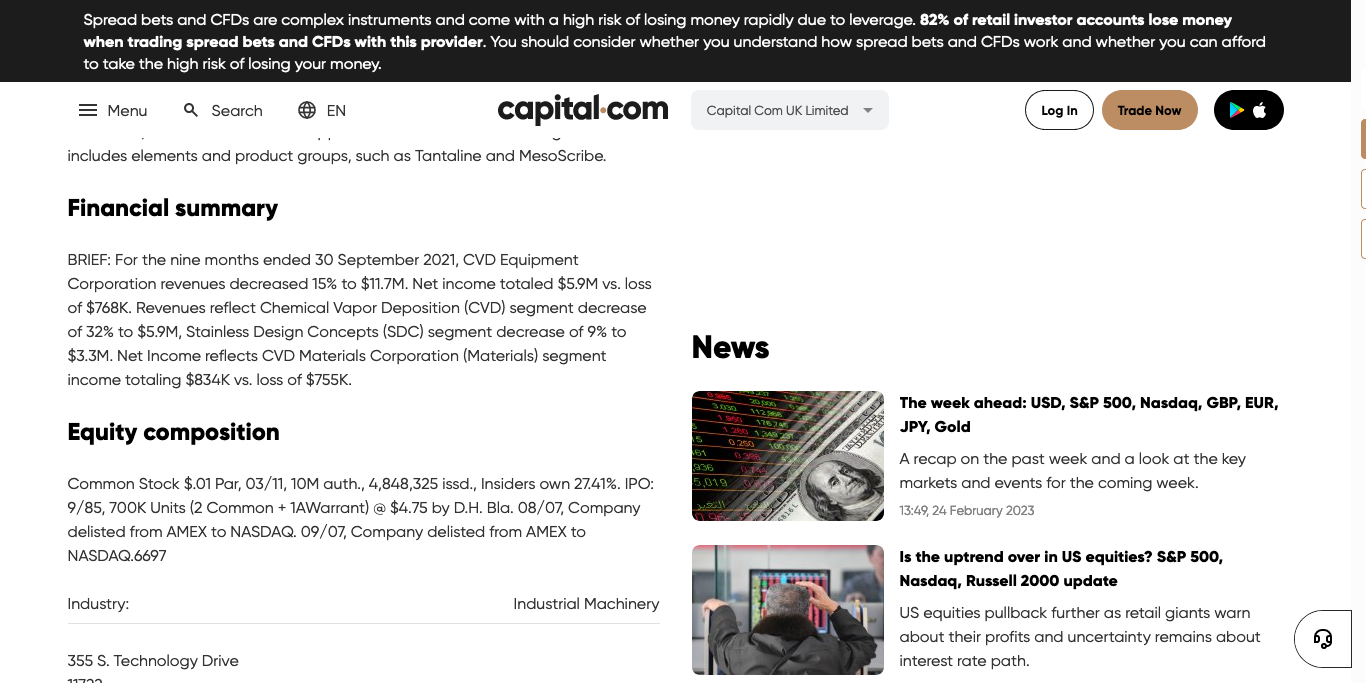 Spread bets and CFDs are complex instruments and come with a high risk of losing money rapidly due to leverage. 82% of retail investor accounts lose money
when trading spread bets and CFDs with this provider. You should consider whether you understand how spread bets and CFDs work and whether you can afford
to take the high risk of losing your money.
Menu
Search
EN
capital.com
Capital Com UK Limited
Log In
Trade Now
includes elements and product groups, such as Tantaline and MesoScribe.
Financial summary
BRIEF: For the nine months ended 30 September 2021, CVD Equipment
Corporation revenues decreased 15% to $11.7M. Net income totaled $5.9M vs. loss
of $768K. Revenues reflect Chemical Vapor Deposition (CVD) segment decrease
of 32% to $5.9M, Stainless Design Concepts (SDC) segment decrease of 9% to
$3.3M. Net Income reflects CVD Materials Corporation (Materials) segment
income totaling $834K vs. loss of $755K.
Equity composition
Common Stock $.01 Par, 03/11, 10M auth., 4,848,325 issd., Insiders own 27.41%. IPO:
9/85, 700K Units (2 Common + 1AWarrant) @ $4.75 by D.H. Bla. 08/07, Company
delisted from AMEX to NASDAQ. 09/07, Company delisted from AMEX to
NASDAQ.6697
Industry:
Industrial Machinery
355 S. Technology Drive
News
The week ahead: USD, S&P 500, Nasdaq, GBP, EUR,
JPY, Gold
A recap on the past week and a look at the key
markets and events for the coming week.
13:49, 24 February 2023
Is the uptrend over in US equities? S&P 500,
Nasdaq, Russell 2000 update
US equities pullback further as retail giants warn
about their profits and uncertainty remains about
interest rate path.